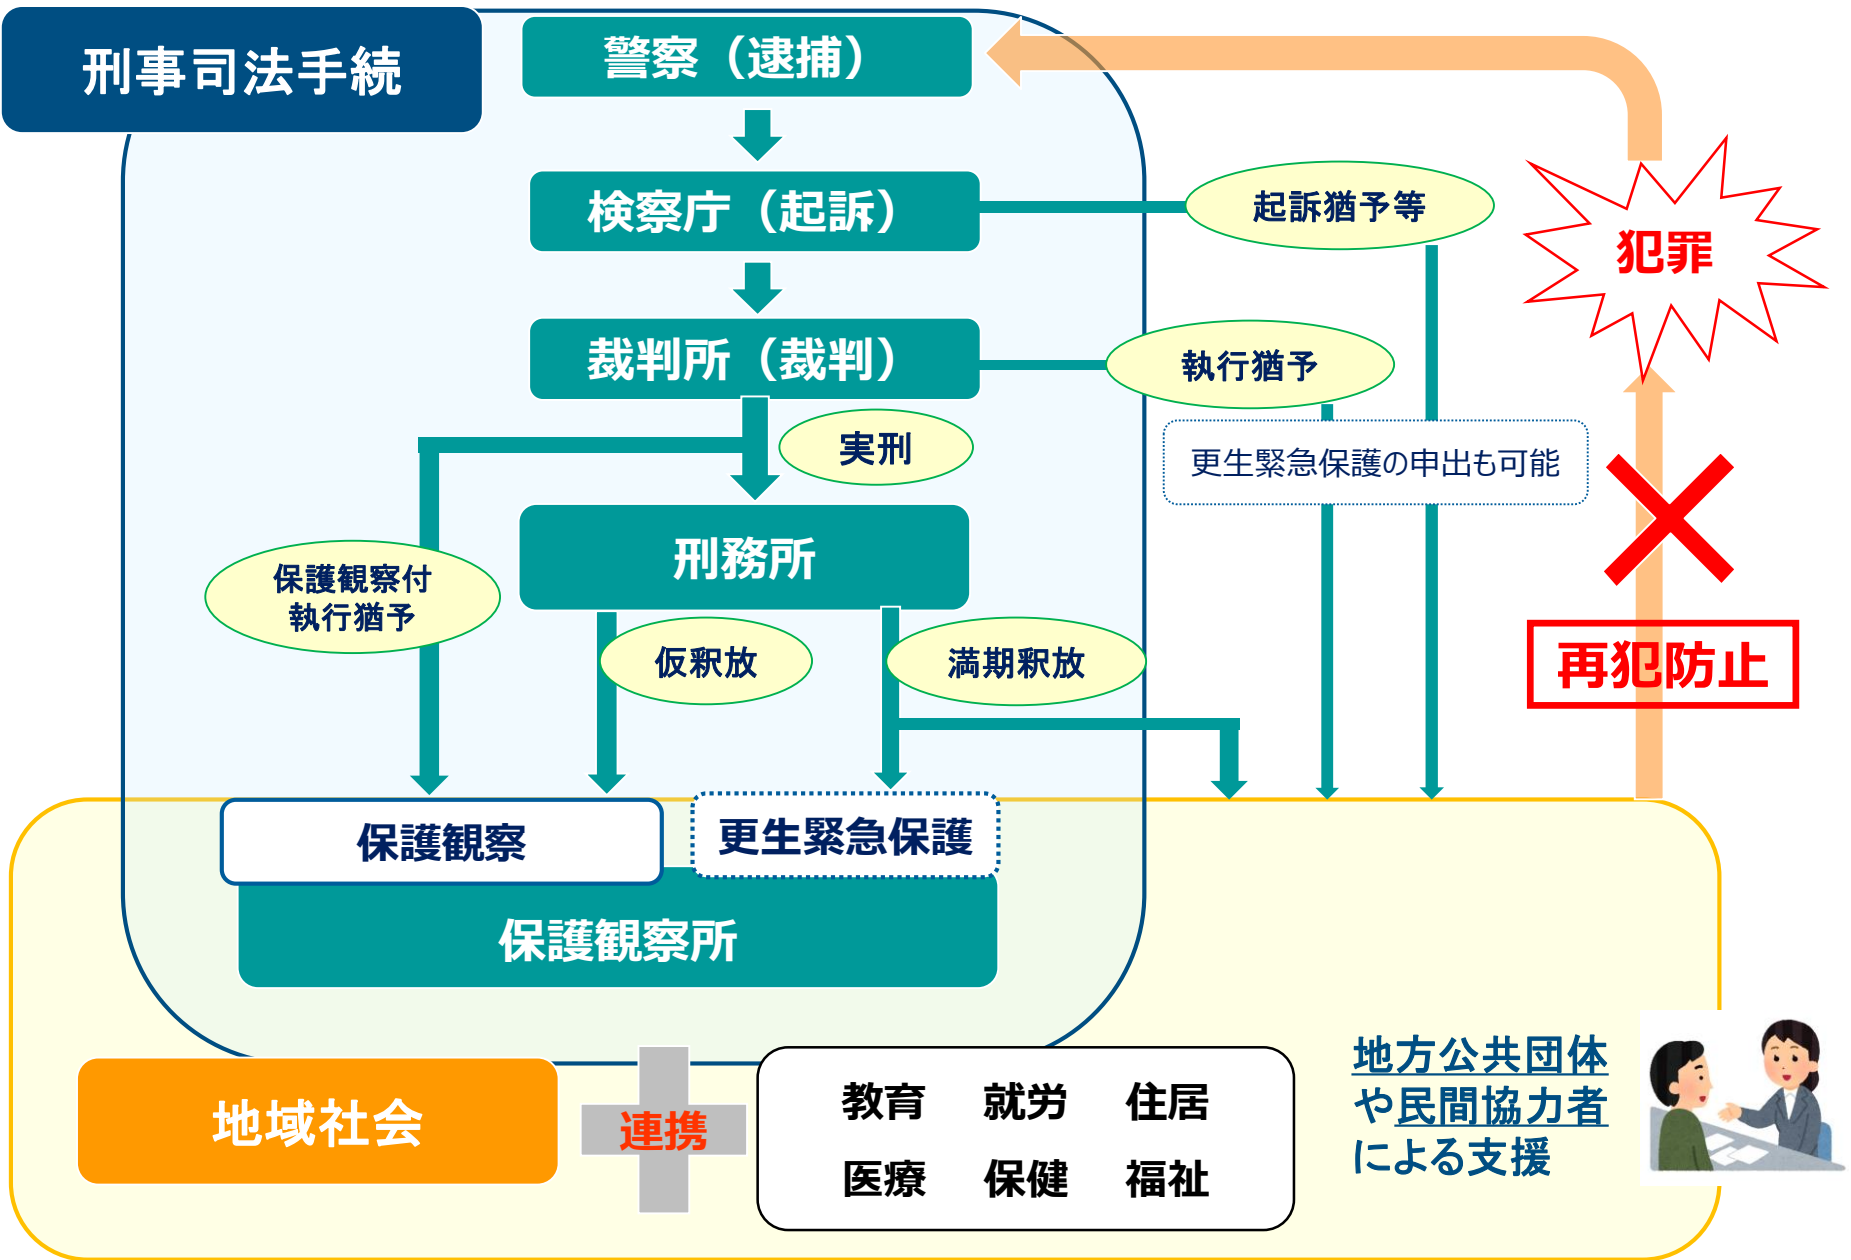 刑事司法手続
警察（逮捕）
検察庁（起訴）
起訴猶予等
犯罪
裁判所（裁判）
執行猶予
実刑
更生緊急保護の申出も可能
刑務所
保護観察付
執行猶予
仮釈放
満期釈放
再犯防止
保護観察
更生緊急保護
保護観察所
地域社会
連携
教育 就労 住居
医療 保健 福祉
地方公共団体
や民間協力者
による支援